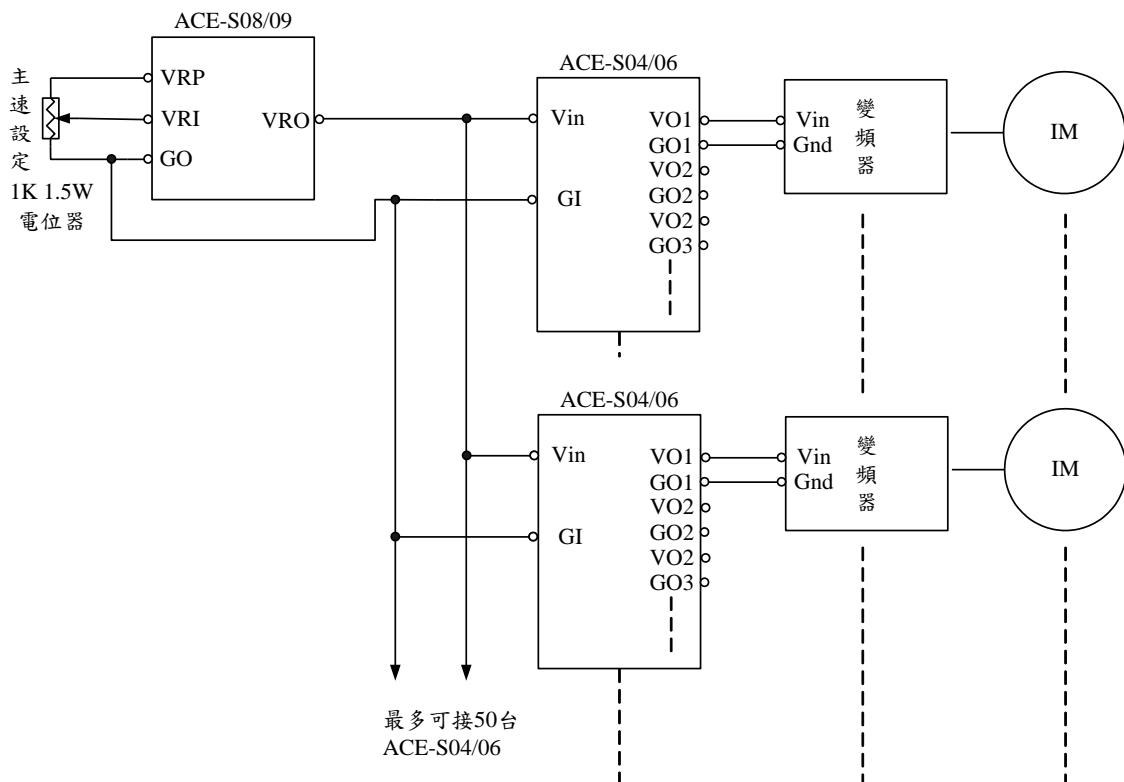 ACE-S08/09
主
速
設
定
1K 1.5W
電位器
VRP
VRI
GO
VRO
ACE-S04/06
Vin
GI
VO1
GO1
VO2
GO2
VO2
GO3
Vin
Gnd
變
頻
器
IM
ACE-S04/06
Vin
GI
VO1
GO1
VO2
GO2
VO2
GO3
Vin
Gnd
變
頻
器
IM
最多可接50台
ACE-S04/06